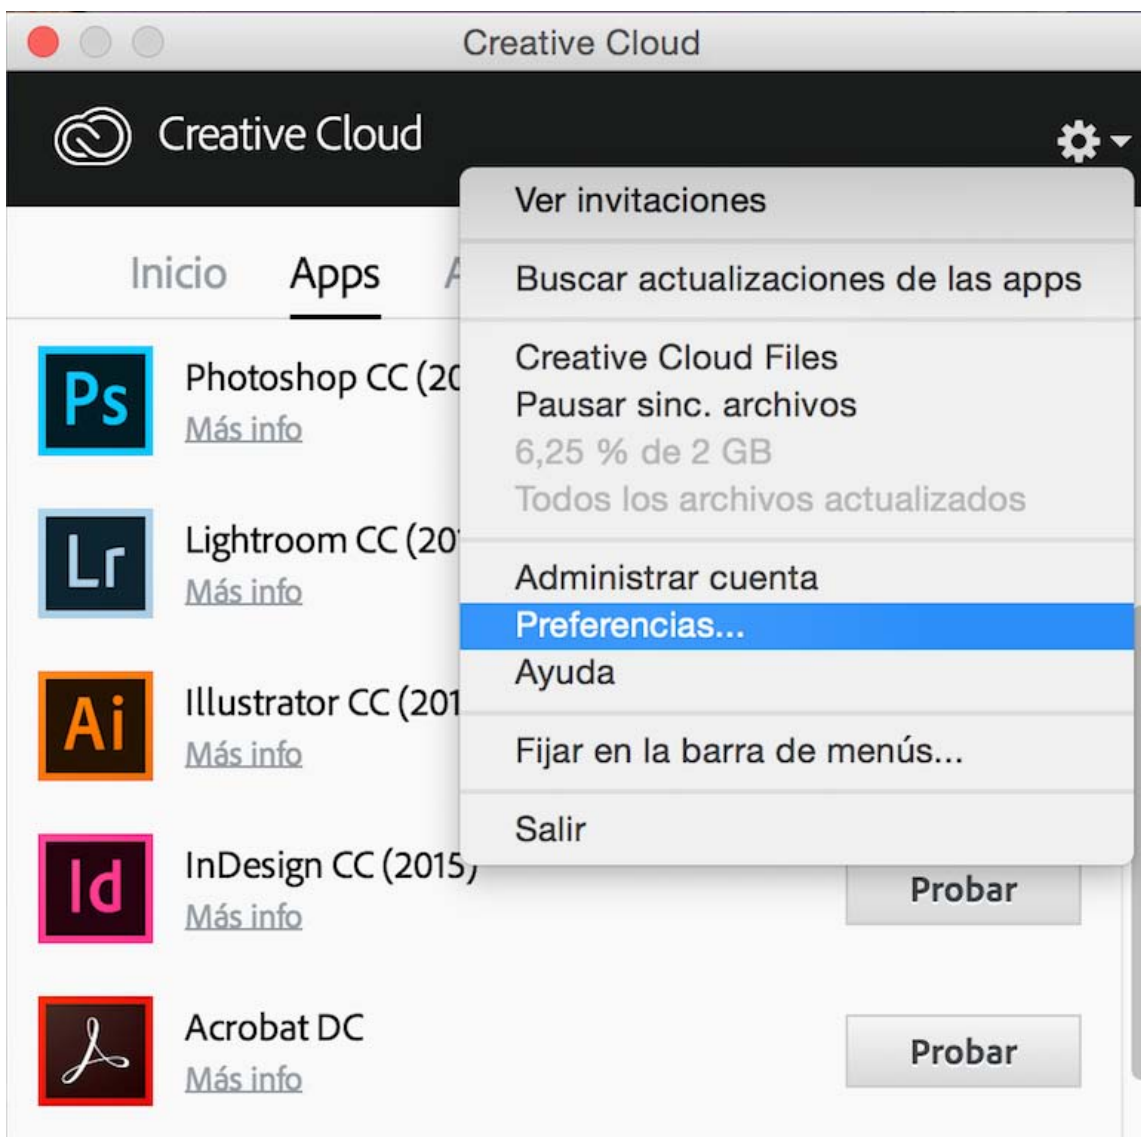 Creative Cloud
Creative Cloud
Ver invitaciones
Inicio Apps
Buscar actualizaciones de las apps
Ps
Photoshop CC (20
Más info
Creative Cloud Files
Pausar sinc. archivos
6,25 % de 2 GB
Todos los archivos actualizados
Lr
Lightroom CC (201
Más info
Administrar cuenta
Preferencias...
Ayuda
Ai
Illustrator CC (201
Más info
Fijar en la barra de menús...
Salir
Id
InDesign CC (2015)
Más info
Probar
Acrobat DC
Más info
Probar